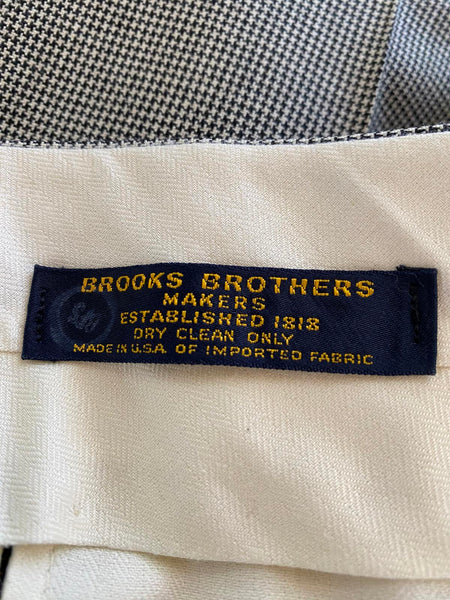 BROOKS BROTHERS
MAKERS
ESTABLISHED 1818
DRY CLEAN ONLY
MADE IN U.S.A. OF IMPORTED FABRIC